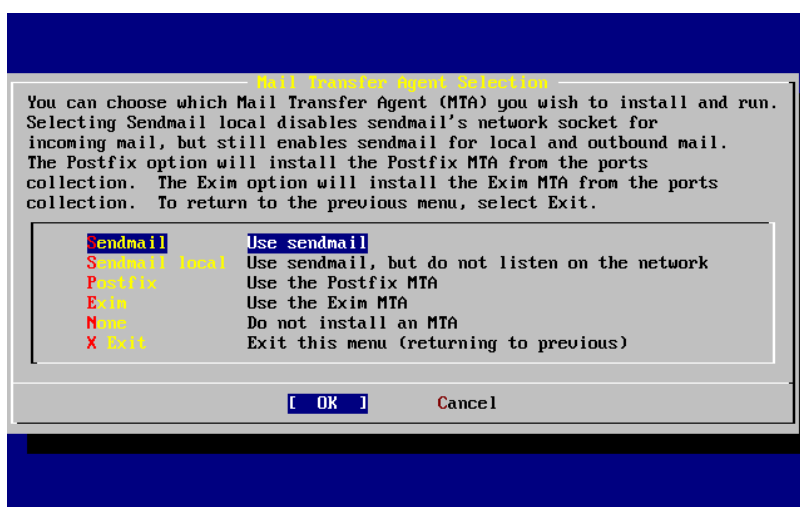 Mail Transfer Agent Selection
You can choose which Mail Transfer Agent (MTA) you wish to install and run.
Selecting Sendmail local disables sendmail's network socket for
incoming mail, but still enables sendmail for local and outbound mail.
The Postfix option will install the Postfix MTA from the ports
collection.  The Exim option will install the Exim MTA from the ports
collection.  To return to the previous menu, select Exit.
Sendmail Use sendmail
Sendmail local Use sendmail, but do not listen on the network
Postfix Use the Postfix MTA
Exim Use the Exim MTA
None Do not install an MTA
X Exit Exit this menu (returning to previous)
[ OK ] Cancel